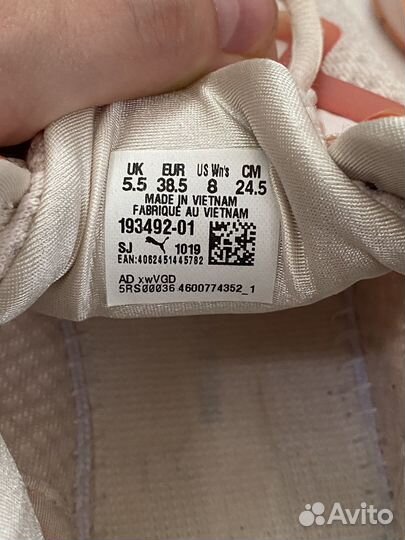 UK EUR US Wn's CM
5.5 38.5 8 24.5
MADE IN VIETNAM
FABRIQUÉ AU VIETNAM
193492-01
SJ 1019
EAN:4062451445782
AD xwVGD
5RS00036 4600774352_1
Avito